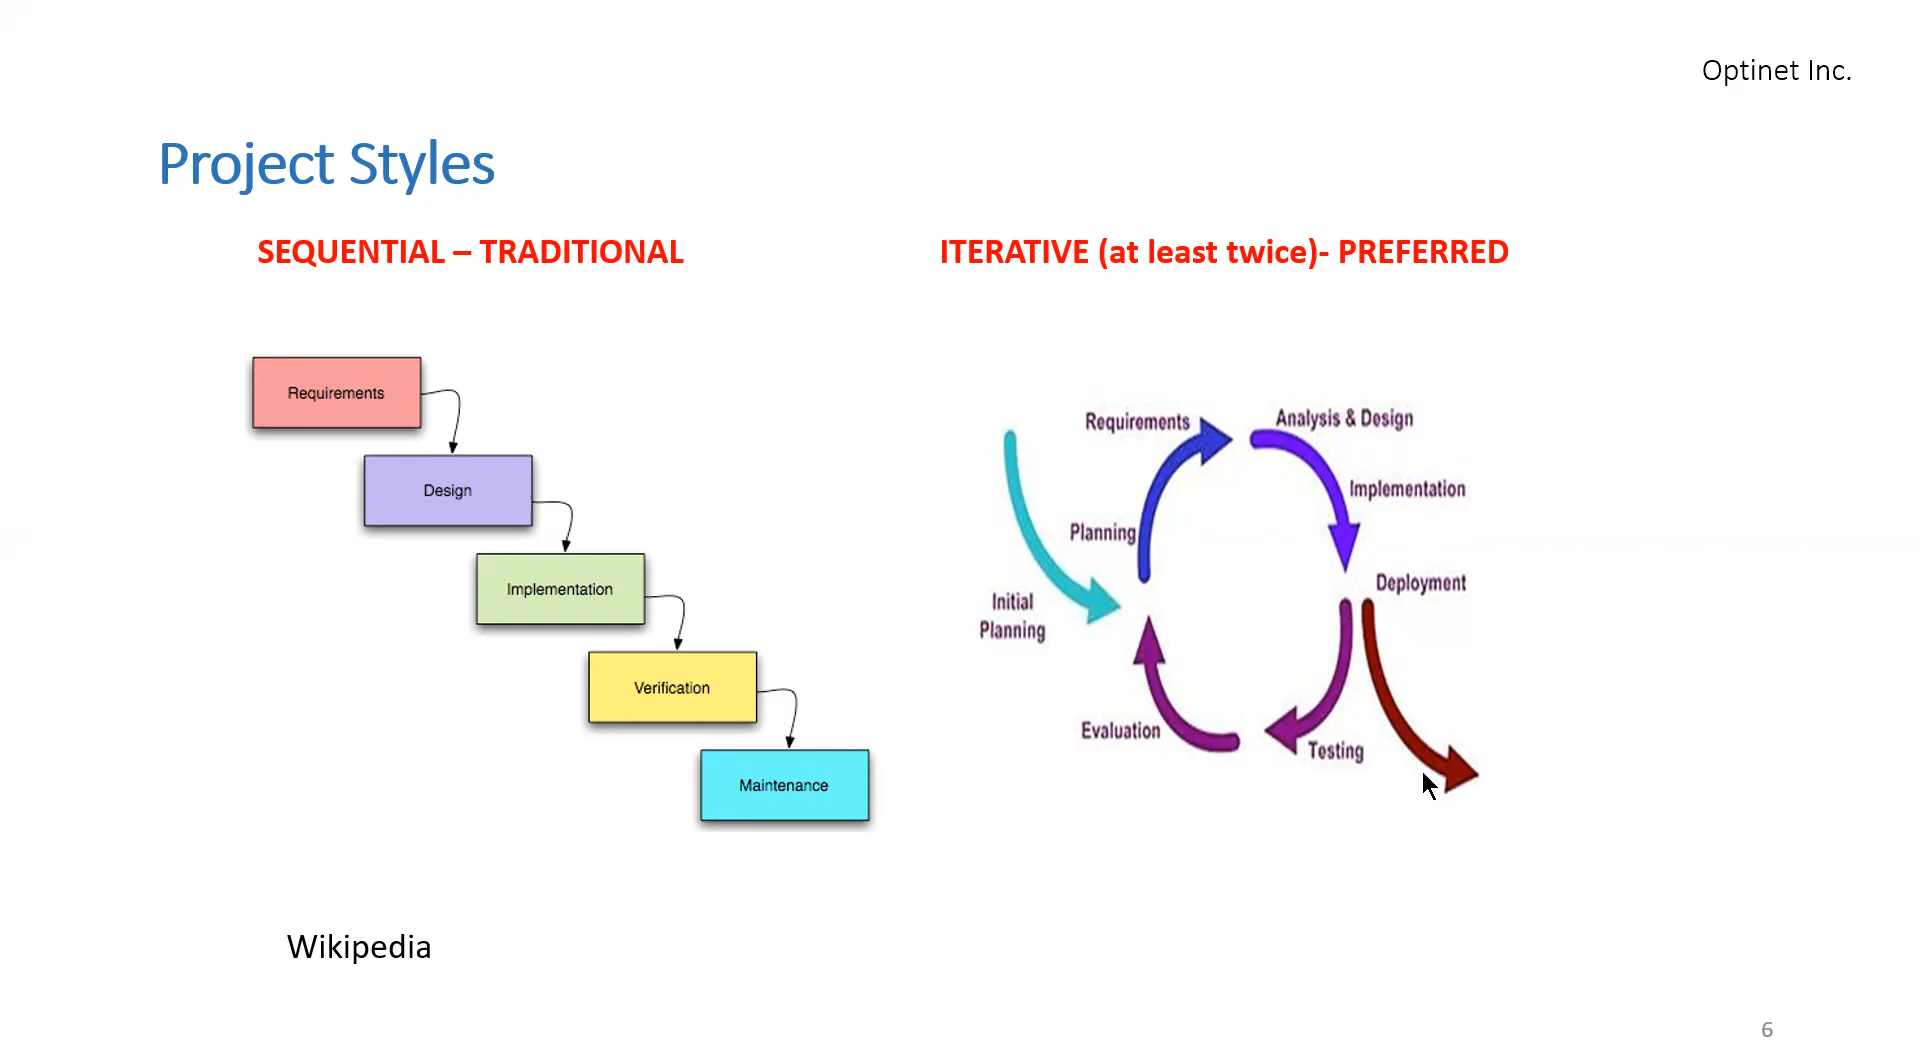 Optinet Inc.
Project Styles
SEQUENTIAL – TRADITIONAL
ITERATIVE (at least twice)- PREFERRED
Requirements
Design
Implementation
Verification
Maintenance
Requirements
Analysis & Design
Implementation
Planning
Deployment
Initial
Planning
Evaluation
Testing
Wikipedia
6